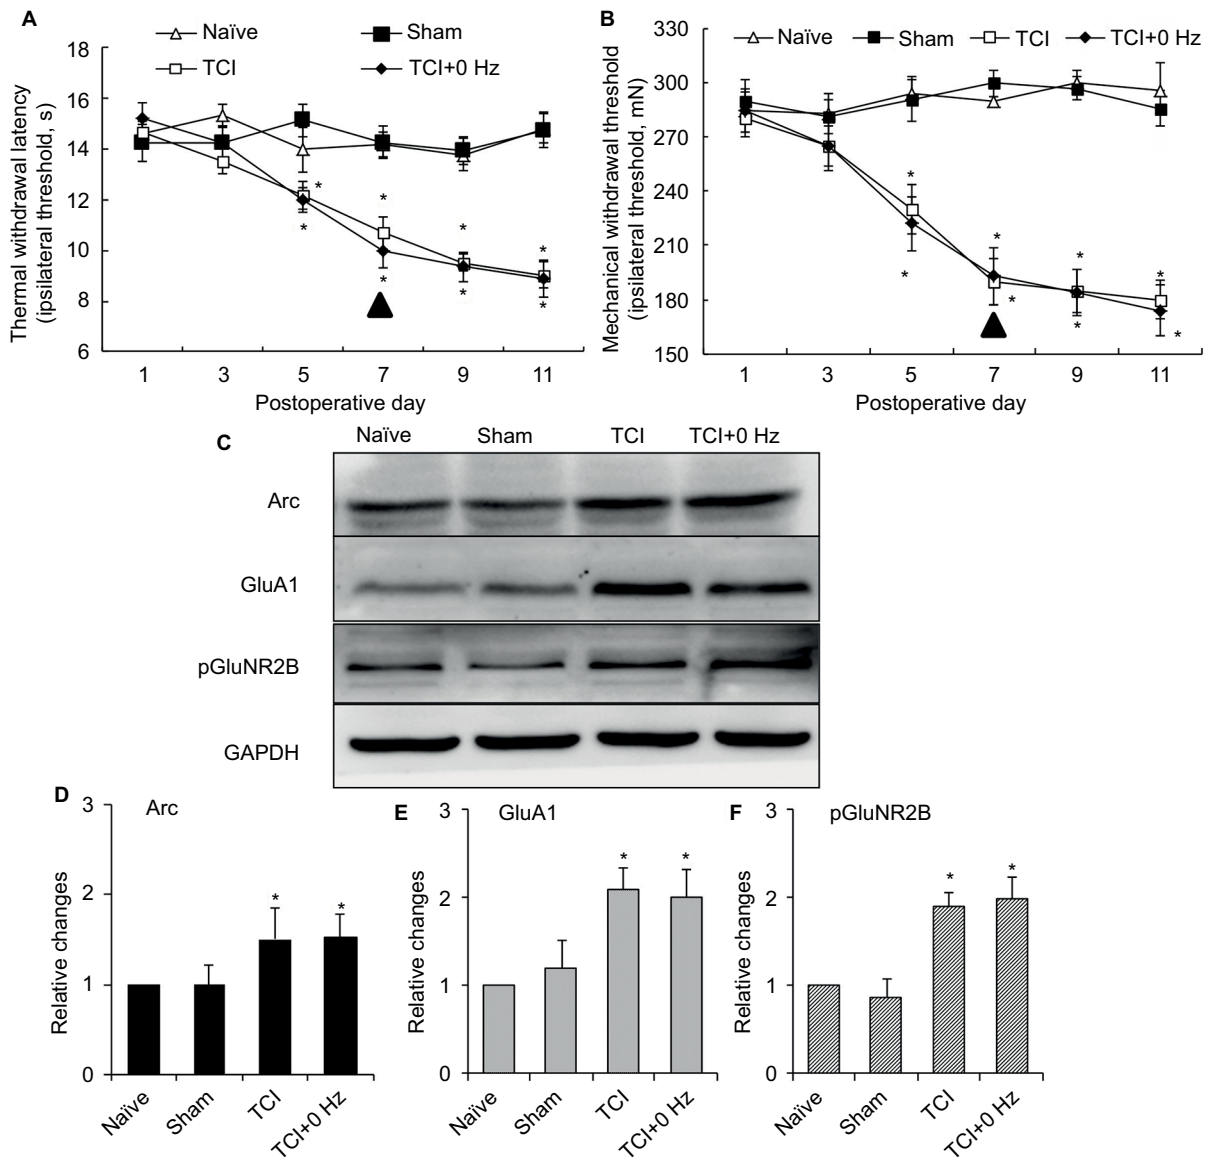 A
Naïve
Sham
TCI
TCI+0 Hz
Thermal withdrawal latency
(ipsilateral threshold, s)
18
16
14
12
10
8
6
*
*
*
*
*
*
*
*
1 3 5 7 9 11
Postoperative day
B
Naïve
Sham
TCI
TCI+0 Hz
Mechanical withdrawal threshold
(ipsilateral threshold, mN)
330
300
270
240
210
180
150
*
*
*
*
*
*
*
*
1 3 5 7 9 11
Postoperative day
C
Naïve Sham TCI TCI+0 Hz
Arc
GluA1
pGluNR2B
GAPDH
D
Arc
Relative changes
3
2
1
0
* *
Naïve
Sham
TCI
TCI+0 Hz
E
GluA1
Relative changes
3
2
1
0
* *
Naïve
Sham
TCI
TCI+0 Hz
F
pGluNR2B
Relative changes
3
2
1
0
* *
Naïve
Sham
TCI
TCI+0 Hz